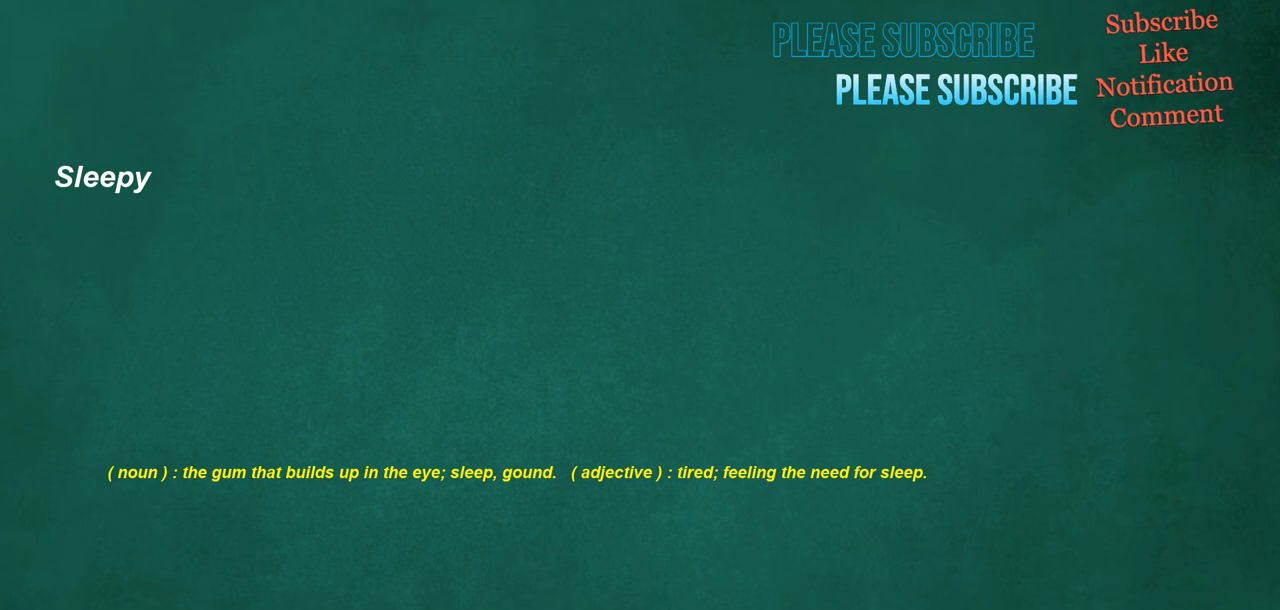 PLEASE SUBSCRIBE
PLEASE SUBSCRIBE
Subscribe
Like
Notification
Comment
Sleepy
( noun ) : the gum that builds up in the eye; sleep, gound.   ( adjective ) : tired; feeling the need for sleep.